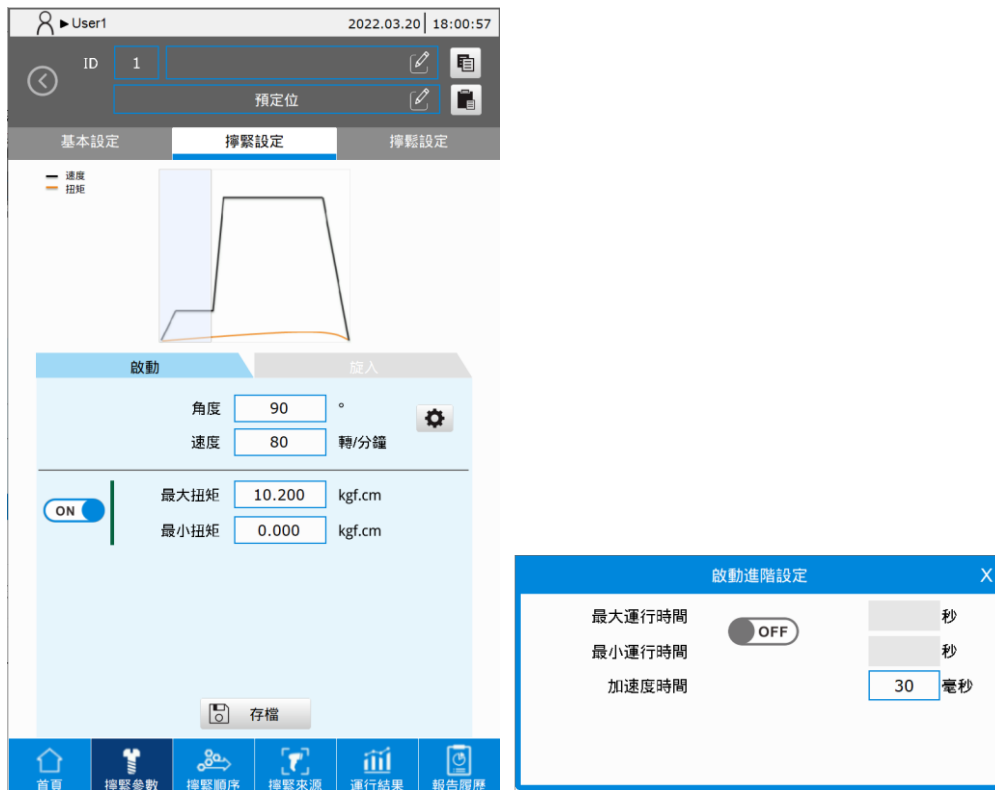 ▶User1
2022.03.20 18:00:57
ID 1
預定位
基本設定 擰緊設定 擰鬆設定
速度
扭矩
啟動 旋入
角度 90 °
速度 80 轉/分鐘
ON
最大扭矩 10.200 kgf.cm
最小扭矩 0.000 kgf.cm
存檔
首頁 擰緊參數 擰緊順序 擰緊來源 運行結果 報告履歷
啟動進階設定 X
最大運行時間 秒
OFF
最小運行時間 秒
加速度時間 30 毫秒